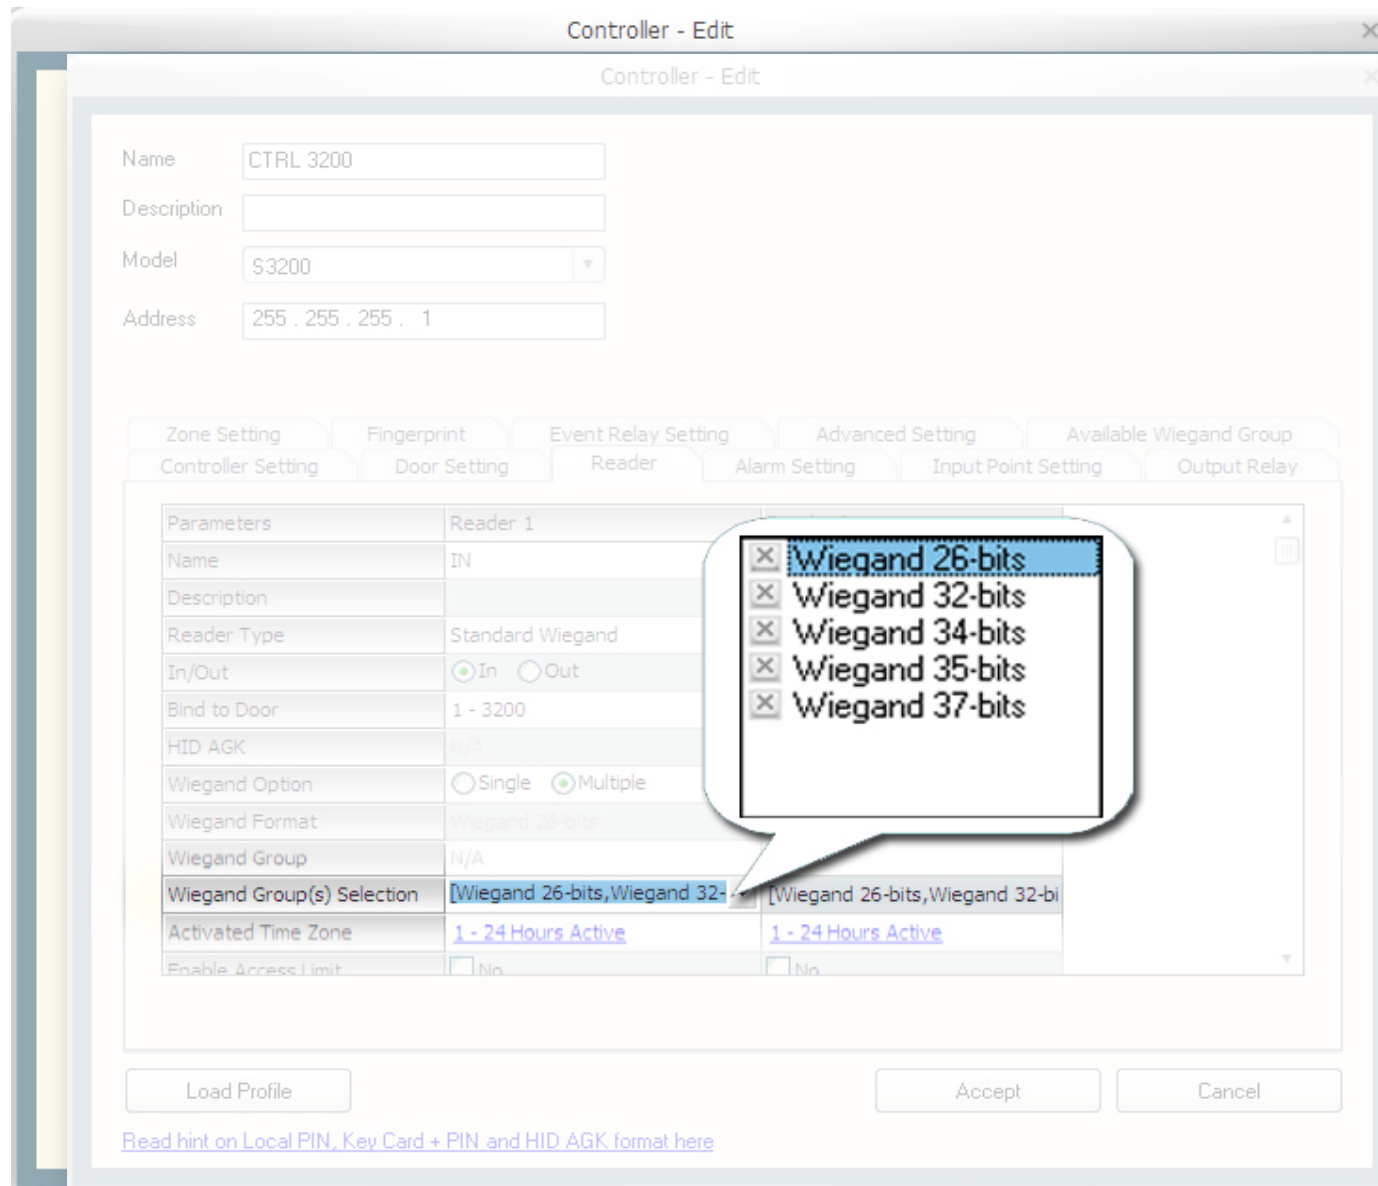 Controller - Edit
Controller - Edit
Name CTRL 3200
Description
Model S3200
Address 255 . 255 . 255 . 1
Zone Setting Fingerprint Event Relay Setting Advanced Setting Available Wiegand Group
Controller Setting Door Setting Reader Alarm Setting Input Point Setting Output Relay
Parameters Reader 1
Name IN
Description
Reader Type Standard Wiegand
In/Out In Out
Bind to Door 1 - 3200
HID AGK N/A
Wiegand Option Single Multiple
Wiegand Format Wiegand 26-bits
Wiegand Group N/A
Wiegand Group(s) Selection [Wiegand 26-bits,Wiegand 32- [Wiegand 26-bits,Wiegand 32-bi
Activated Time Zone 1 - 24 Hours Active 1 - 24 Hours Active
Enable Access Limit No No
Wiegand 26-bits
Wiegand 32-bits
Wiegand 34-bits
Wiegand 35-bits
Wiegand 37-bits
Load Profile Accept Cancel
Read hint on Local PIN, Key Card + PIN and HID AGK format here